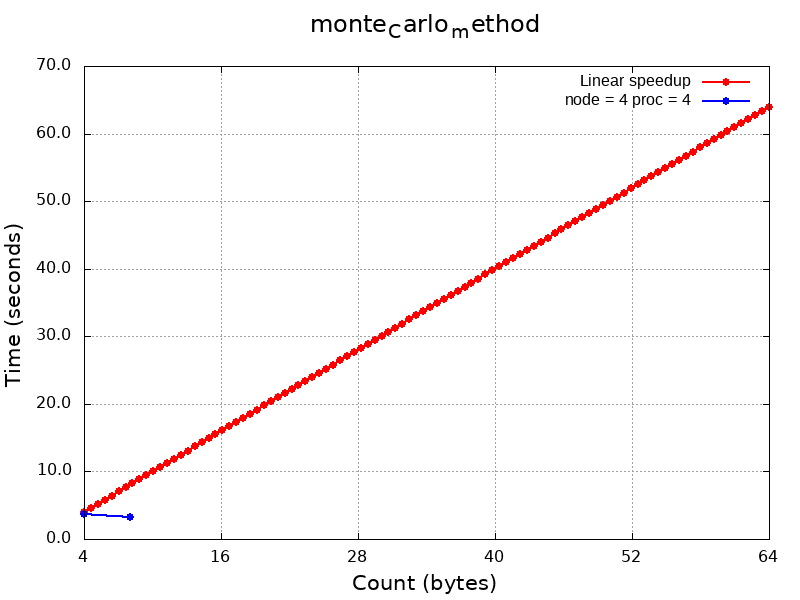 monteCarlomethod
70.0
60.0
50.0
40.0
30.0
20.0
10.0
0.0
Time (seconds)
Linear speedup
node = 4 proc = 4
4 16 28 40 52 64
Count (bytes)